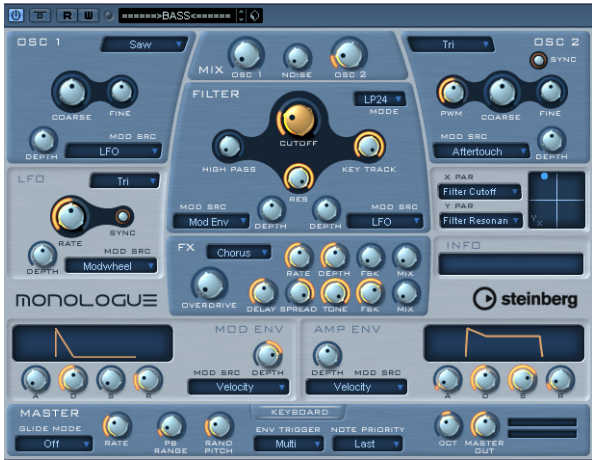 R W ======>BASS<======
OSC 1 Saw
COARSE FINE
DEPTH MOD SRC LFO
MIX OSC 1 NOISE OSC 2
Tri OSC 2
SYNC
PWM COARSE FINE
MOD SRC Aftertouch DEPTH
FILTER LP24 MODE
CUTOFF
HIGH PASS KEY TRACK
RES
MOD SRC Mod Env DEPTH DEPTH MOD SRC LFO
LFO Tri
RATE SYNC
DEPTH MOD SRC Modwheel
X PAR
Filter Cutoff
Y PAR
Filter Resonan
Y X
INFO
FX Chorus RATE DEPTH FBK MIX
OVERDRIVE DELAY SPREAD TONE FBK MIX
MONOLOGUE
steinberg
MOD ENV
MOD SRC DEPTH
Velocity
A D S R
AMP ENV
DEPTH MOD SRC
Velocity
A D S R
MASTER KEYBOARD
GLIDE MODE ENV TRIGGER NOTE PRIORITY
Off RATE PB RANGE RAND PITCH Multi Last OCT MASTER OUT